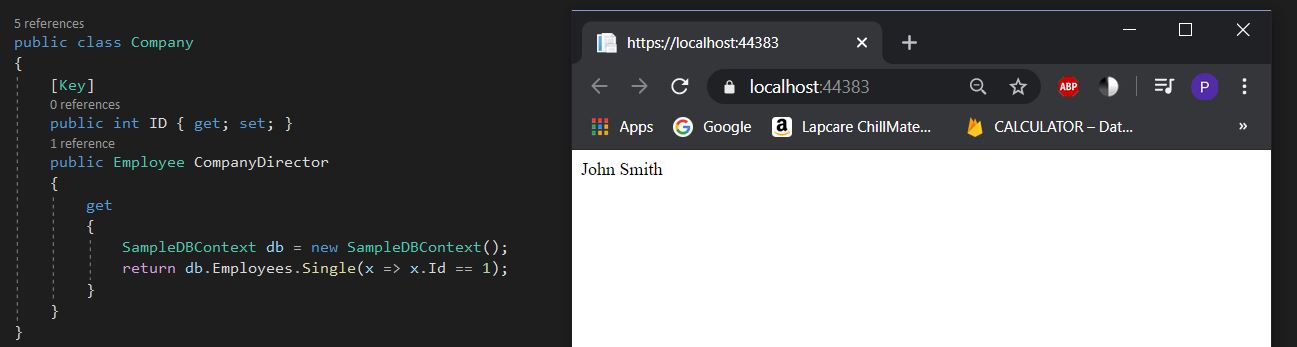 5 references
public class Company
{
[Key]
0 references
public int ID { get; set; }
1 reference
public Employee CompanyDirector
{
get
{
SampleDBContext db = new SampleDBContext();
return db.Employees.Single(x => x.Id == 1);
}
}
}
https://localhost:44383
localhost:44383
ABP
P
Apps
Google
a
Lapcare ChillMate...
CALCULATOR – Dat...
»
John Smith